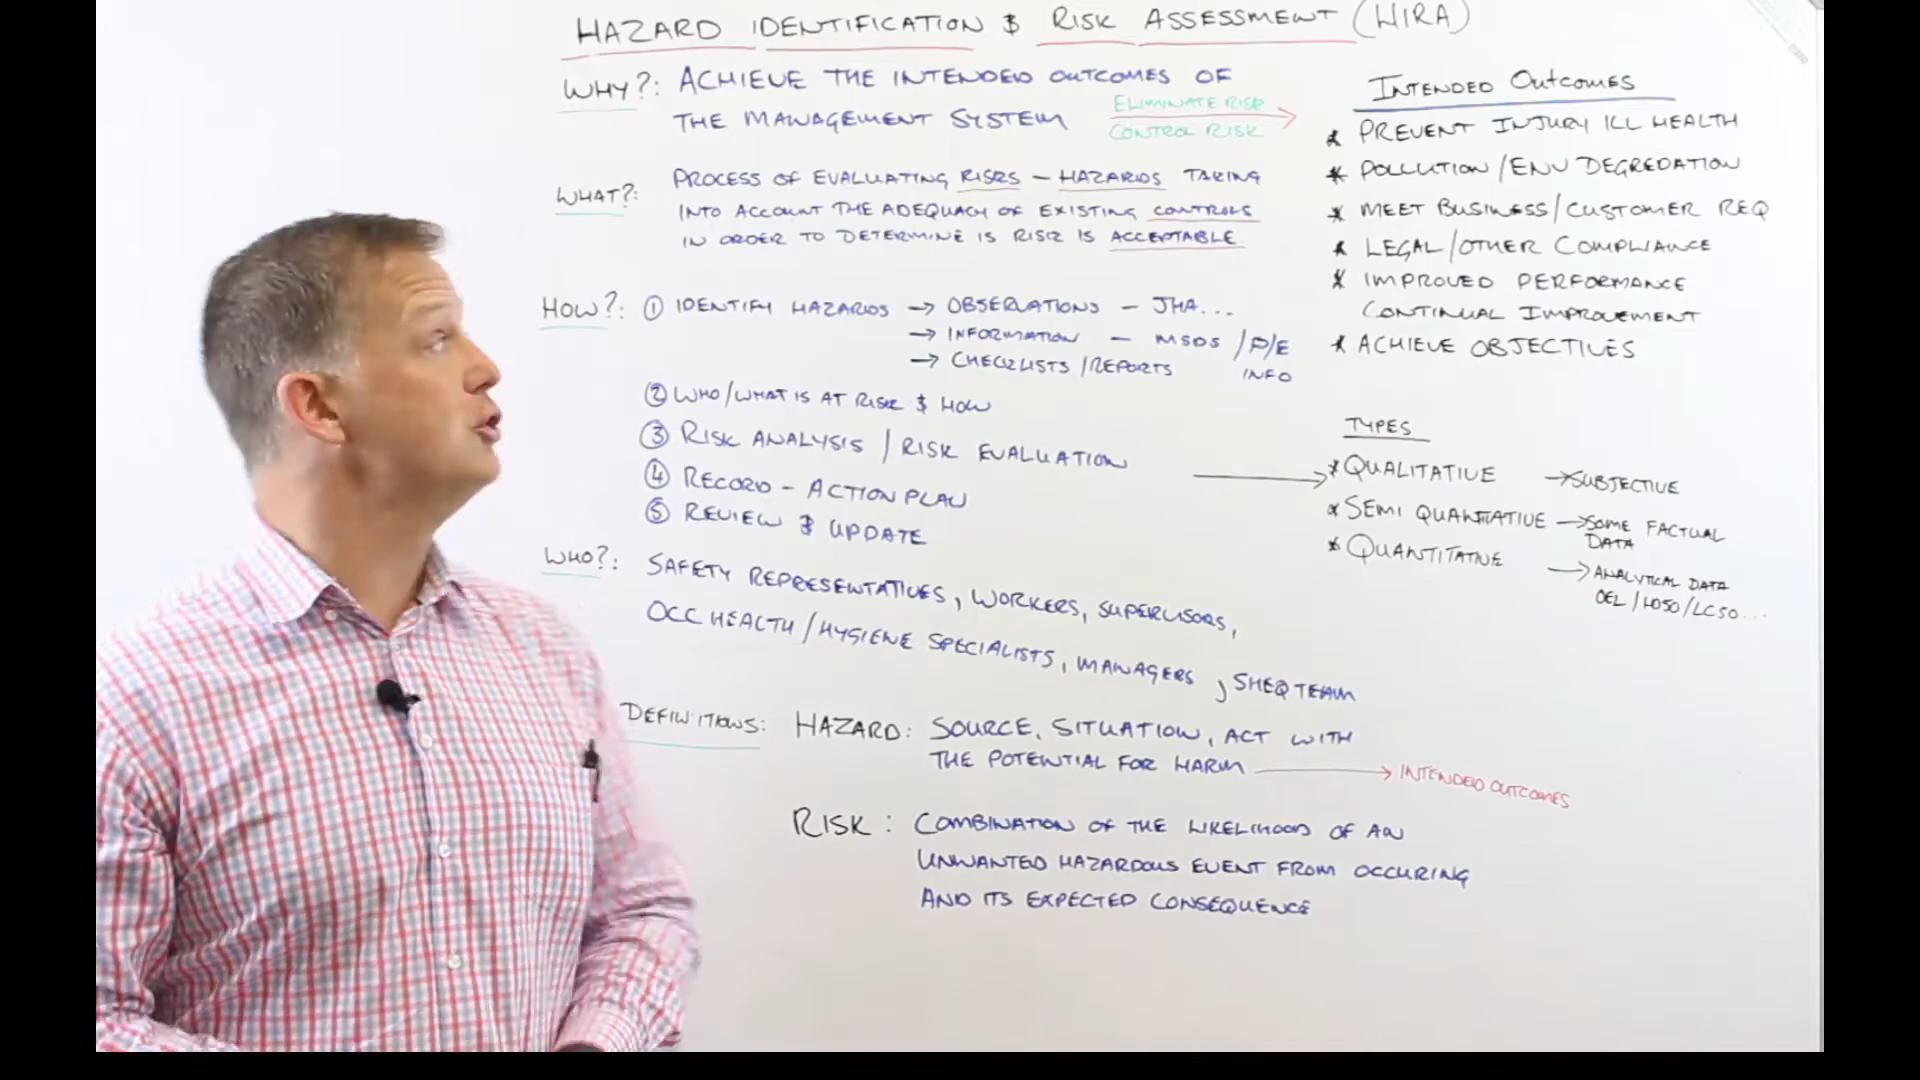 HAZARD IDENTIFICATION & RISK ASSESSMENT (HIRA)
WHY?: ACHIEVE THE INTENDED OUTCOMES OF
THE MANAGEMENT SYSTEM
ELIMINATE RISK
CONTROL RISK
WHAT?: PROCESS OF EVALUATING RISKS - HAZARDS TAKING
INTO ACCOUNT THE ADEQUACY OF EXISTING CONTROLS
IN ORDER TO DETERMINE IS RISK IS ACCEPTABLE
HOW?: ① IDENTIFY HAZARDS → OBSERVATIONS - JHA...
→ INFORMATION - MSDS / P/E
INFO
→ CHECKLISTS / REPORTS
② WHO/WHAT IS AT RISK & HOW
③ RISK ANALYSIS / RISK EVALUATION
④ RECORD - ACTION PLAN
⑤ REVIEW & UPDATE
WHO?: SAFETY REPRESENTATIVES, WORKERS, SUPERVISORS,
OCC HEALTH / HYGIENE SPECIALISTS, MANAGERS, SHEQ TEAM
DEFINITIONS: HAZARD: SOURCE, SITUATION, ACT WITH
THE POTENTIAL FOR HARM → INTENDED OUTCOMES
RISK: COMBINATION OF THE LIKELIHOOD OF AN
UNWANTED HAZARDOUS EVENT FROM OCCURING
AND ITS EXPECTED CONSEQUENCE
INTENDED OUTCOMES
* PREVENT INJURY ILL HEALTH
* POLLUTION / ENV DEGREDATION
* MEET BUSINESS / CUSTOMER REQ
* LEGAL / OTHER COMPLIANCE
* IMPROVED PERFORMANCE
CONTINUAL IMPROVEMENT
* ACHIEVE OBJECTIVES
TYPES
* QUALITATIVE → SUBJECTIVE
* SEMI QUANTITATIVE → SOME FACTUAL
DATA
* QUANTITATIVE → ANALYTICAL DATA
OEL / LD50 / LC50...